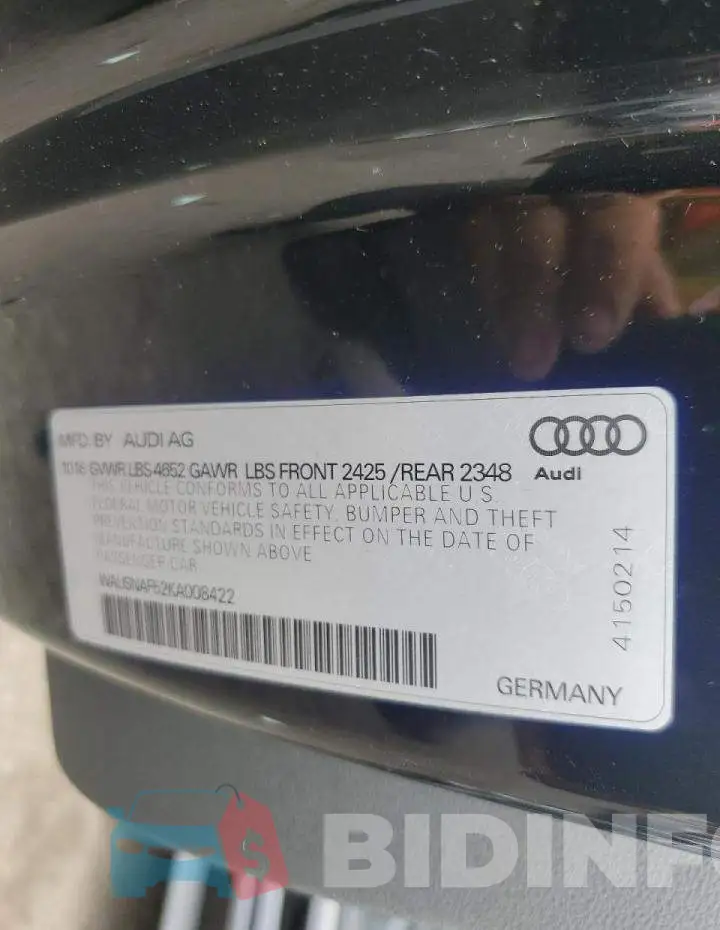 MFD. BY AUDI AG
10 18 GVWR LBS 4652 GAWR LBS FRONT 2425 /REAR 2348
Audi
THIS VEHICLE CONFORMS TO ALL APPLICABLE U S
FEDERAL MOTOR VEHICLE SAFETY, BUMPER AND THEFT
PREVENTION STANDARDS IN EFFECT ON THE DATE OF
MANUFACTURE SHOWN ABOVE
PASSENGER CAR
4150214
GERMANY
$
BIDINFO